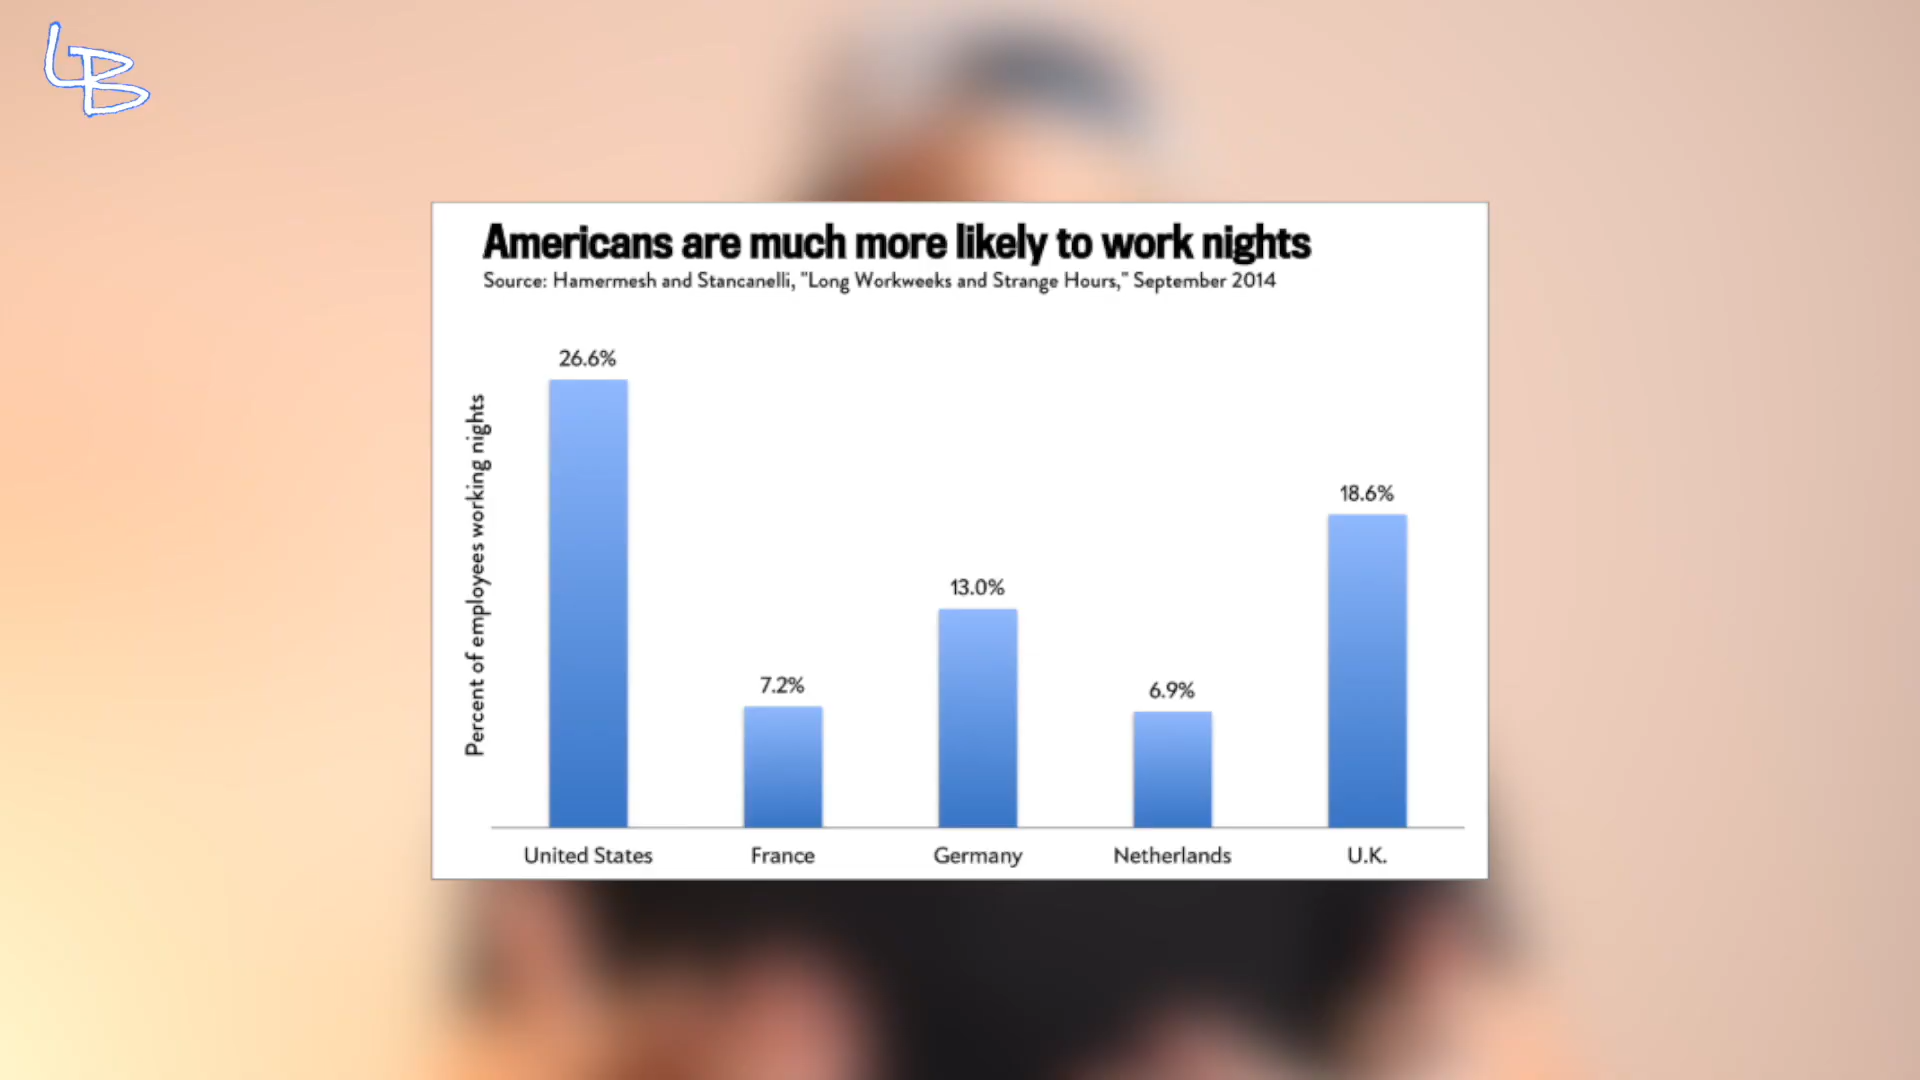 LB
Americans are much more likely to work nights
Source: Hamermesh and Stancanelli, "Long Workweeks and Strange Hours," September 2014
Percent of employees working nights
26.6%
7.2%
13.0%
6.9%
18.6%
United States
France
Germany
Netherlands
U.K.